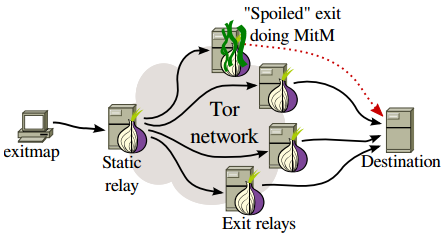 "Spoiled" exit
doing MitM
Tor
network
exitmap
Static
relay
Destination
Exit relays